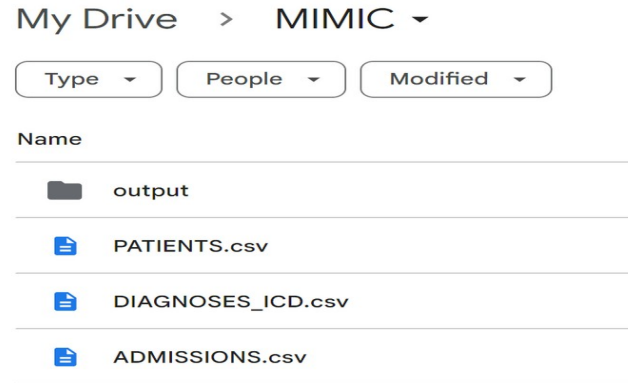 My Drive > MIMIC
Type People Modified
Name
output
PATIENTS.csv
DIAGNOSES_ICD.csv
ADMISSIONS.csv